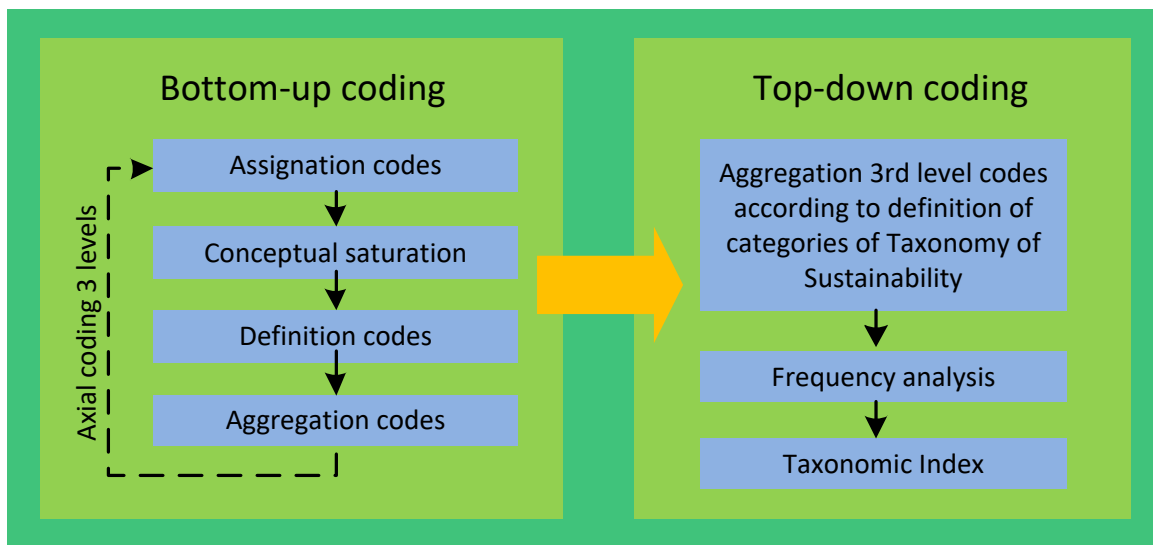 Bottom-up coding
Assignation codes
Conceptual saturation
Definition codes
Aggregation codes
Axial coding 3 levels
Top-down coding
Aggregation 3rd level codes
according to definition of
categories of Taxonomy of
Sustainability
Frequency analysis
Taxonomic Index